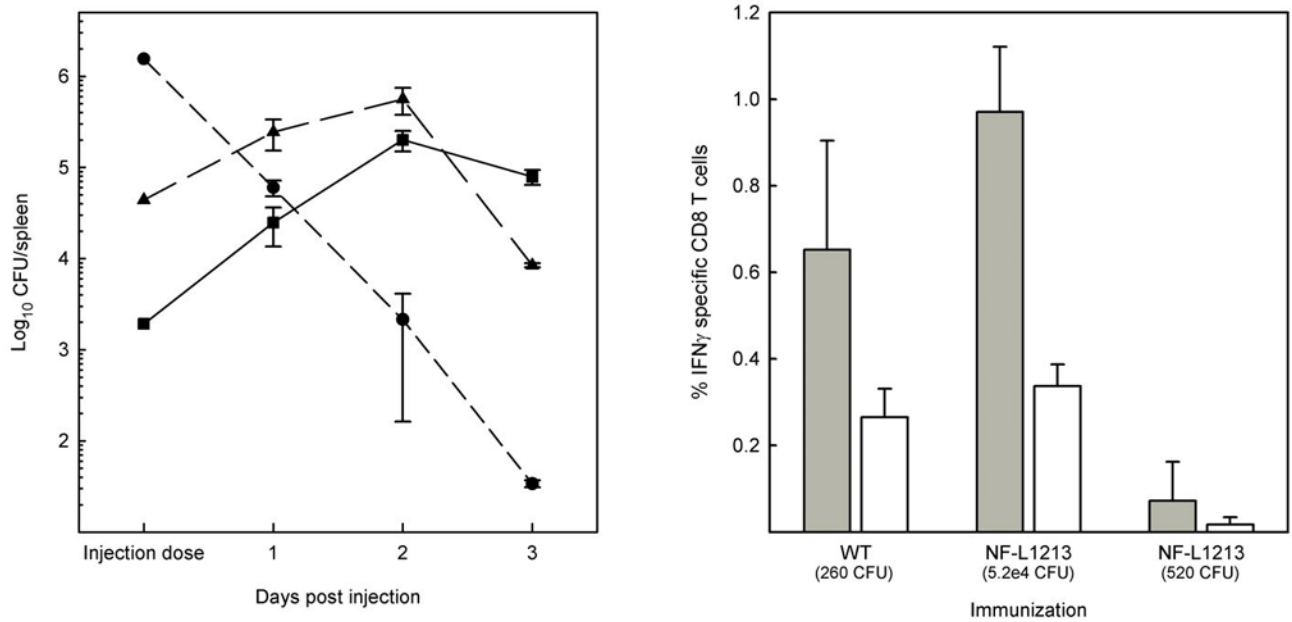 Log10 CFU/spleen
6
5
4
3
2
Injection dose 1 2 3
Days post injection
% IFNγ specific CD8 T cells
1.2
1.0
0.8
0.6
0.4
0.2
WT NF-L1213 NF-L1213
(260 CFU) (5.2e4 CFU) (520 CFU)
Immunization